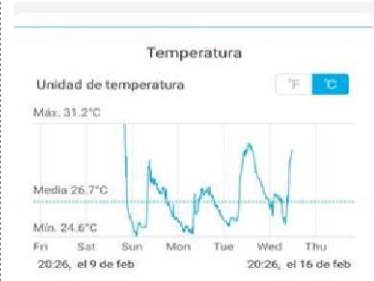 Temperatura
Unidad de temperatura °F °C
Máx. 31.2°C
Media 26.7°C
Mín. 24.6°C
Fri Sat Sun Mon Tue Wed Thu
20:26, el 9 de feb 20:26, el 16 de feb